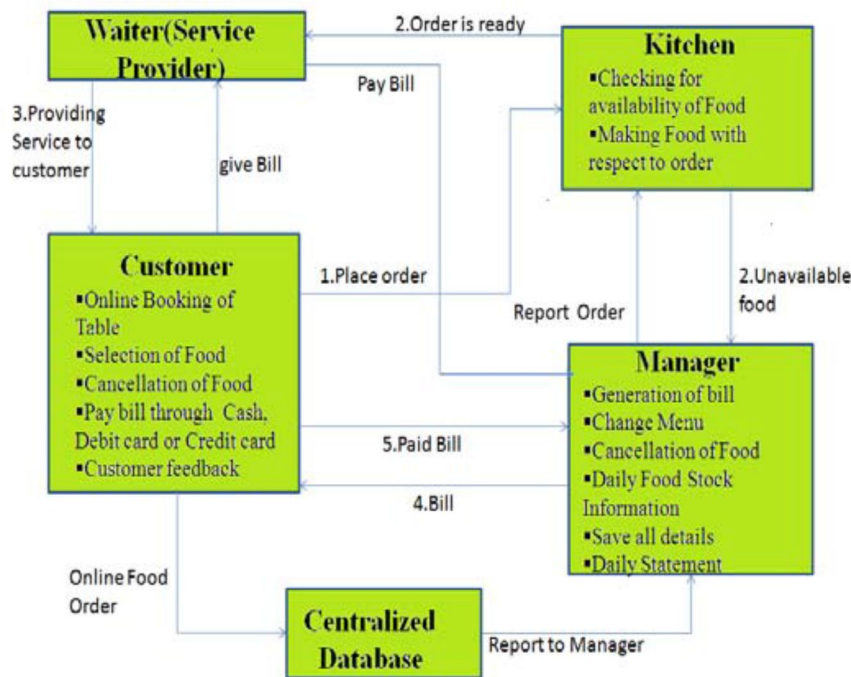 Waiter(Service
Provider)
2.Order is ready
Pay Bill
Kitchen
▪Checking for
availability of Food
▪Making Food with
respect to order
3.Providing
Service to
customer
give Bill
Customer
▪Online Booking of
Table
▪Selection of Food
▪Cancellation of Food
▪Pay bill through Cash,
Debit card or Credit card
▪Customer feedback
1.Place order
Report Order
2.Unavailable
food
Manager
▪Generation of bill
▪Change Menu
▪Cancellation of Food
▪Daily Food Stock
Information
▪Save all details
▪Daily Statement
5.Paid Bill
4.Bill
Online Food
Order
Centralized
Database
Report to Manager